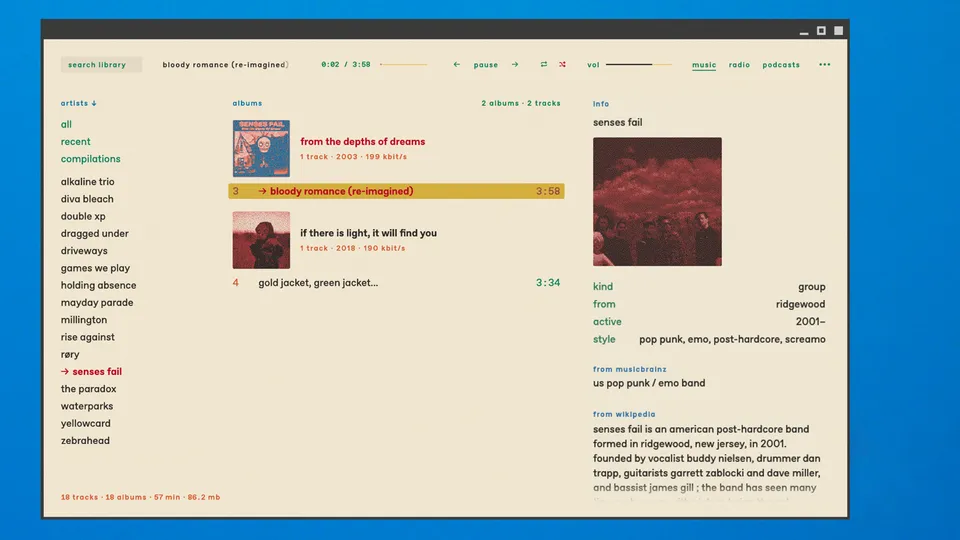 search library
bloody romance (re-imagined)
0:02 / 3:58
← pause →
vol
music radio podcasts
•••
artists ↓
all
recent
compilations
alkaline trio
diva bleach
double xp
dragged under
driveways
games we play
holding absence
mayday parade
millington
rise against
røry
→ senses fail
the paradox
waterparks
yellowcard
zebrahead
18 tracks · 18 albums · 57 min · 86.2 mb
albums
2 albums · 2 tracks
SENSES FAIL
from the depths of dreams
1 track · 2003 · 199 kbit/s
3 → bloody romance (re-imagined) 3:58
if there is light, it will find you
1 track · 2018 · 190 kbit/s
4 gold jacket, green jacket... 3:34
info
senses fail
kind group
from ridgewood
active 2001–
style pop punk, emo, post-hardcore, screamo
from musicbrainz
us pop punk / emo band
from wikipedia
senses fail is an american post-hardcore band
formed in ridgewood, new jersey, in 2001.
founded by vocalist buddy nielsen, drummer dan
trapp, guitarists garrett zablocki and dave miller,
and bassist james gill ; the band has seen many